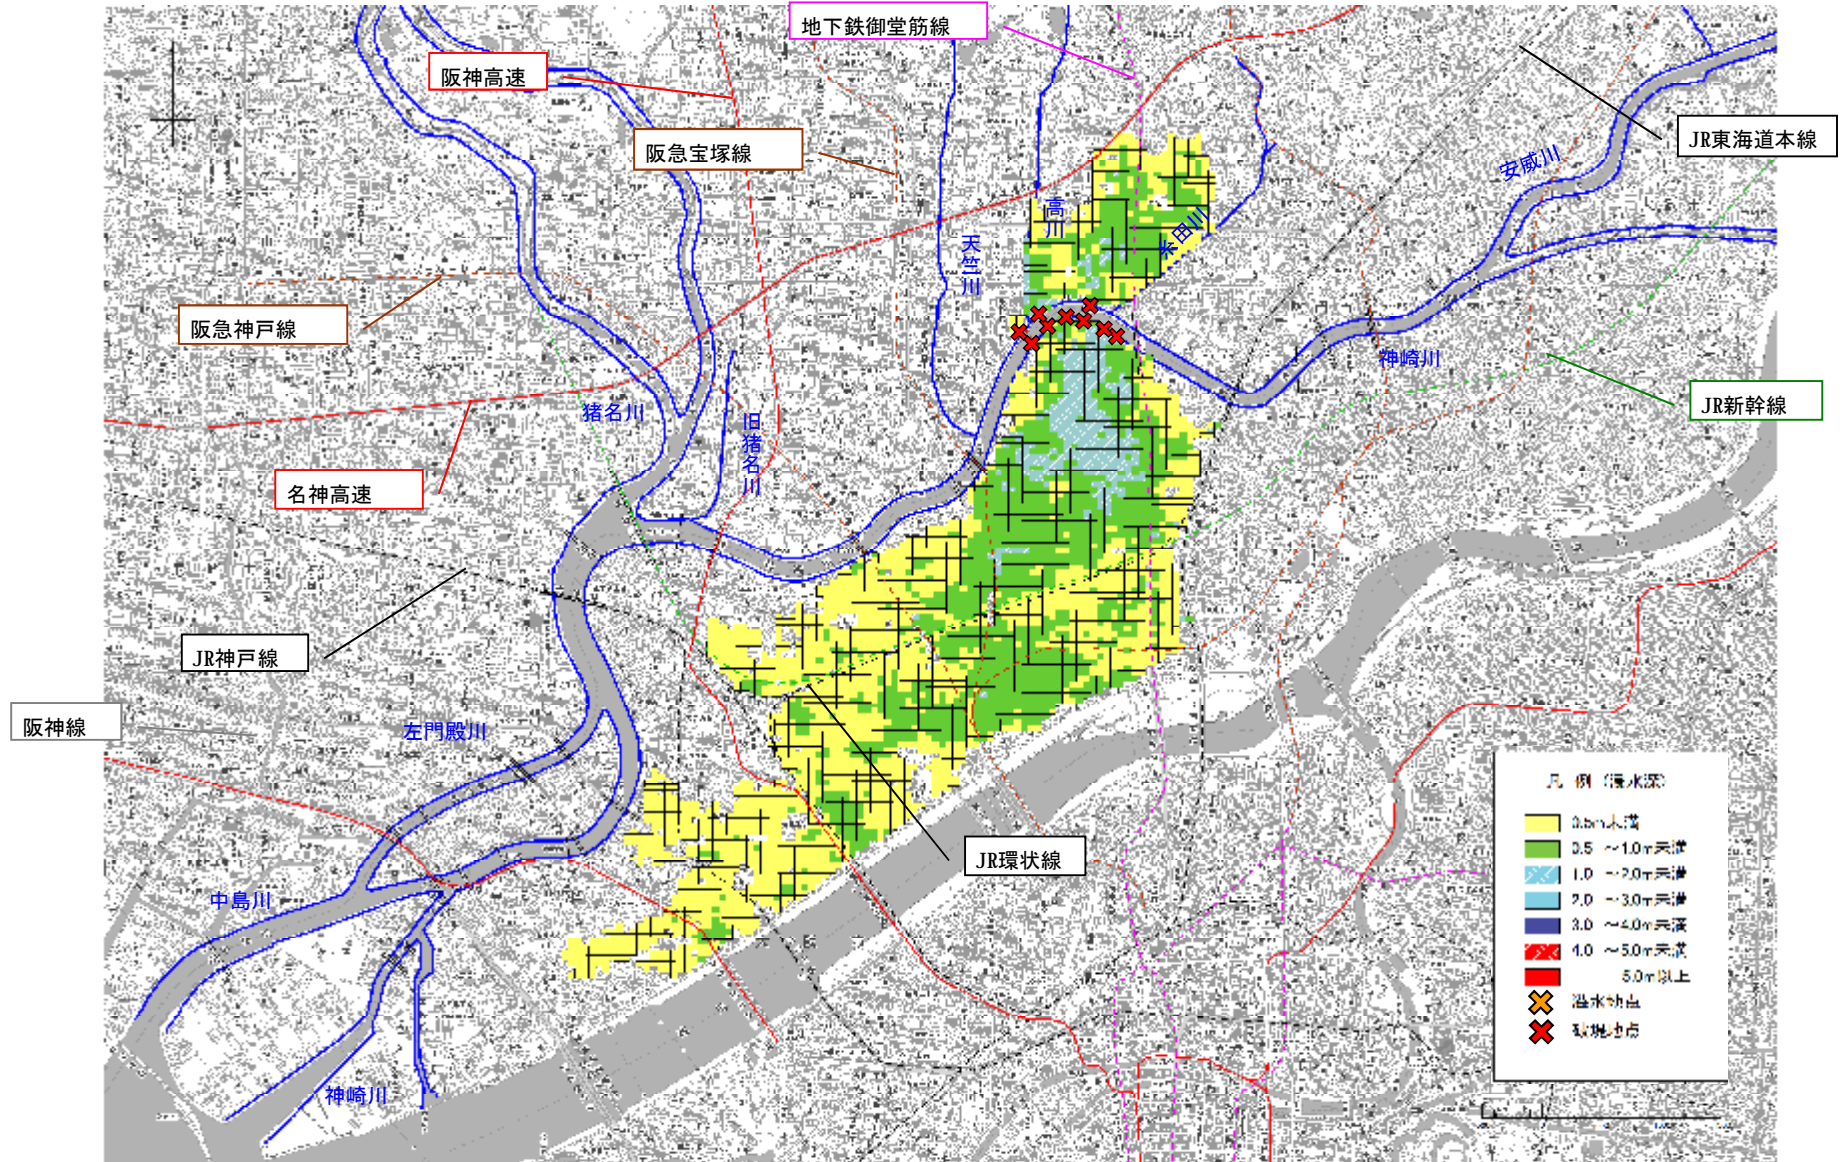 地下鉄御堂筋線
阪神高速
阪急宝塚線
JR東海道本線
安威川
高川
糸田川
天竺川
阪急神戸線
神崎川
JR新幹線
猪名川
旧猪名川
名神高速
JR神戸線
阪神線
左門殿川
JR環状線
中島川
神崎川
凡 例 (浸水深)
0.5m未満
0.5 ～1.0m未満
1.0 ～2.0m未満
2.0 ～3.0m未満
3.0 ～4.0m未満
4.0 ～5.0m未満
5.0m以上
溢水地点
破堤地点